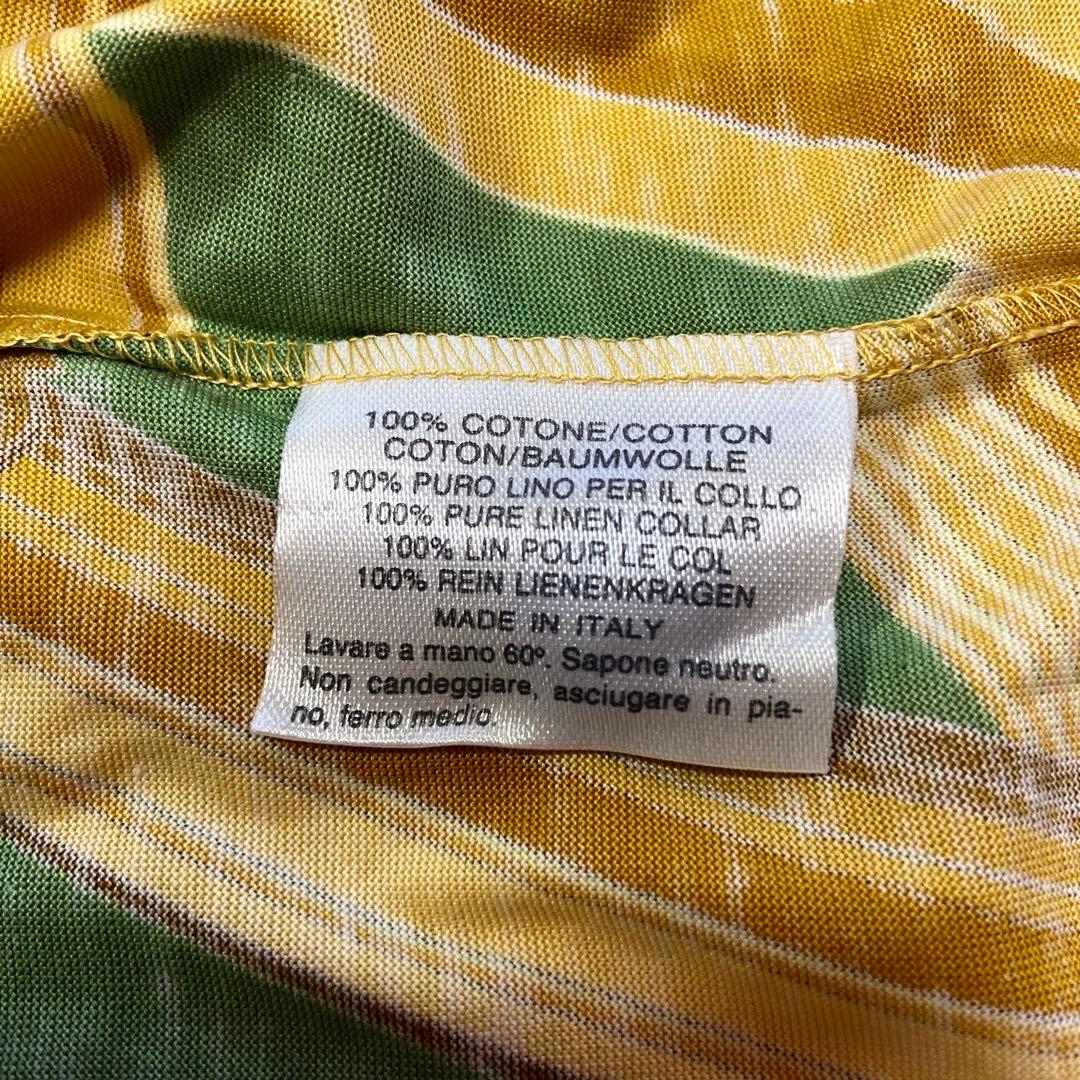 100% COTONE/COTTON
COTON/BAUMWOLLE
100% PURO LINO PER IL COLLO
100% PURE LINEN COLLAR
100% LIN POUR LE COL
100% REIN LIENENKRAGEN
MADE IN ITALY
Lavare a mano 60º. Sapone neutro.
Non candeggiare, asciugare in pia-
no, ferro medio.